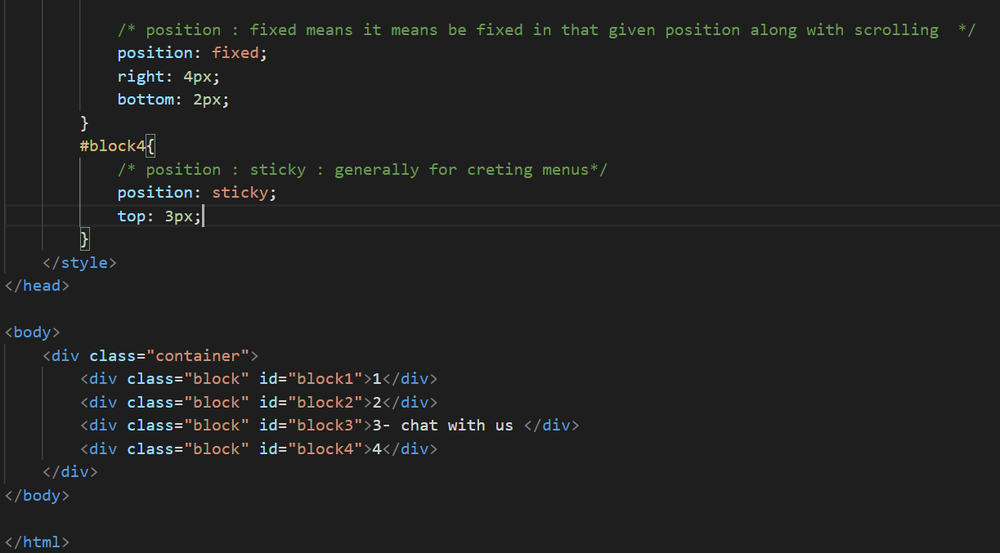 /* position : fixed means it means be fixed in that given position along with scrolling  */
position: fixed;
right: 4px;
bottom: 2px;
}
#block4{
/* position : sticky : generally for creting menus*/
position: sticky;
top: 3px;
}
</style>
</head>
<body>
<div class="container">
<div class="block" id="block1">1</div>
<div class="block" id="block2">2</div>
<div class="block" id="block3">3- chat with us </div>
<div class="block" id="block4">4</div>
</div>
</body>
</html>